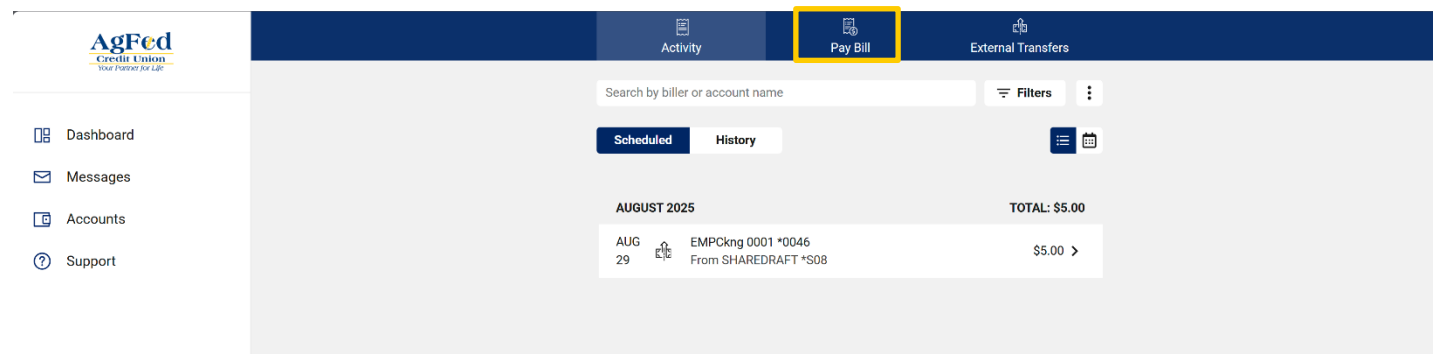 AgFed
Credit Union
Your Partner for Life
Dashboard
Messages
Accounts
Support
Activity
Pay Bill
External Transfers
Search by biller or account name
Filters
Scheduled
History
AUGUST 2025
TOTAL: $5.00
AUG
29
EMPCkng 0001 *0046
From SHAREDRAFT *S08
$5.00